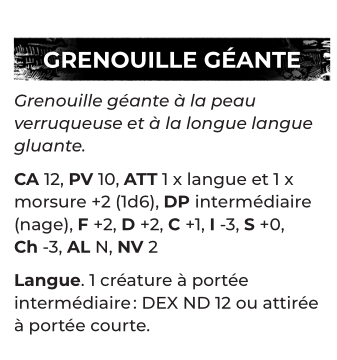 GRENOUILLE GÉANTE
Grenouille géante à la peau
verruqueuse et à la longue langue
gluante.
CA 12, PV 10, ATT 1 x langue et 1 x
morsure +2 (1d6), DP intermédiaire
(nage), F +2, D +2, C +1, I -3, S +0,
Ch -3, AL N, NV 2
Langue. 1 créature à portée
intermédiaire : DEX ND 12 ou attirée
à portée courte.